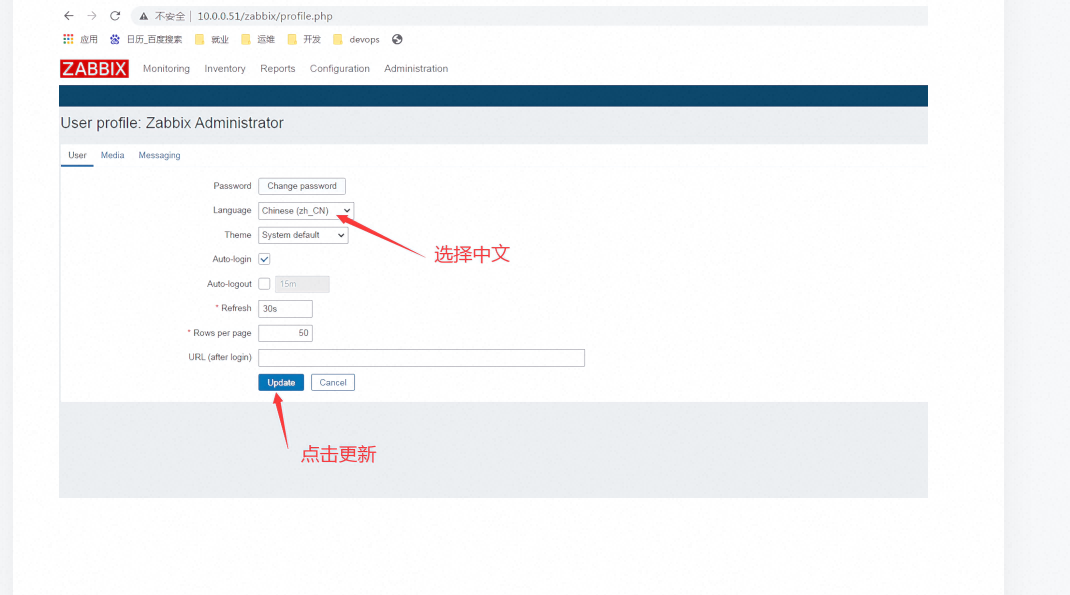 不安全 | 10.0.0.51/zabbix/profile.php
应用 日历_百度搜索 就业 运维 开发 devops
ZABBIX Monitoring Inventory Reports Configuration Administration
User profile: Zabbix Administrator
User Media Messaging
Password Change password
Language Chinese (zh_CN)
Theme System default
选择中文
Auto-login
Auto-logout 15m
* Refresh 30s
* Rows per page 50
URL (after login)
Update Cancel
点击更新